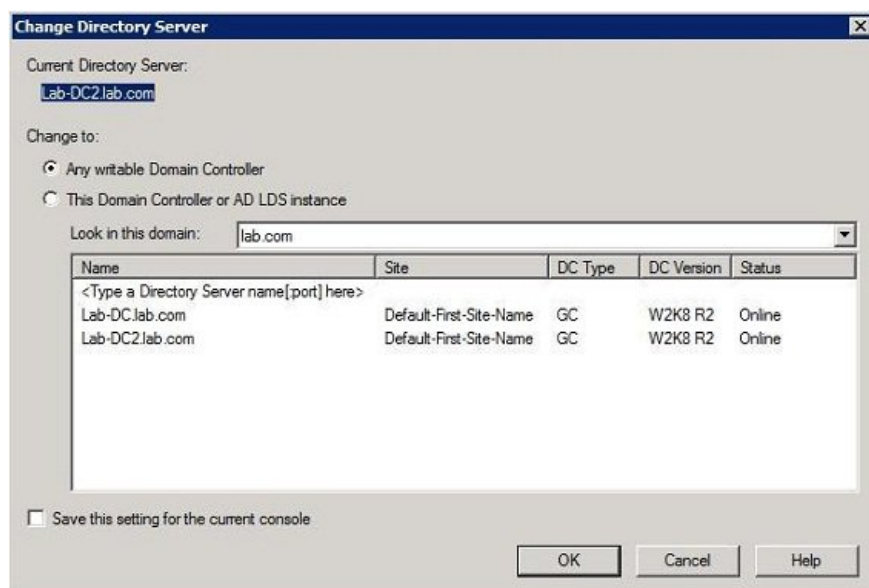 Change Directory Server
Current Directory Server:
Lab-DC2.lab.com
Change to:
Any writable Domain Controller
This Domain Controller or AD LDS instance
Look in this domain: lab.com
Name Site DC Type DC Version Status
<Type a Directory Server name[:port] here>
Lab-DC.lab.com Default-First-Site-Name GC W2K8 R2 Online
Lab-DC2.lab.com Default-First-Site-Name GC W2K8 R2 Online
Save this setting for the current console
OK Cancel Help